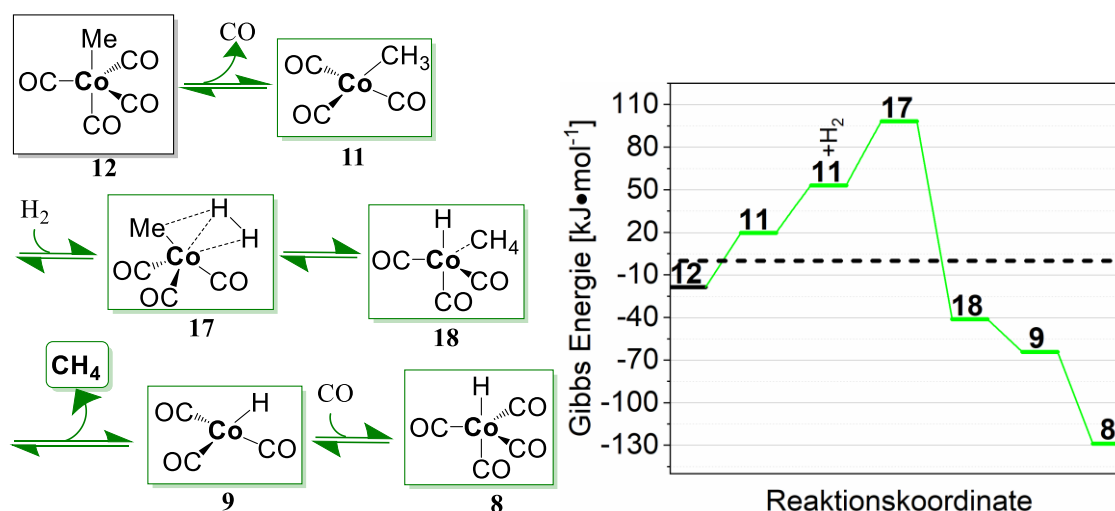 Me
CO
OC Co CO
CO
CO
12
CO
OC CH3
Co
OC CO
11
H2
Me H
H
Co
OC CO
OC
17
H
CH4
OC Co CO
CO
18
CH4
OC H
Co
OC CO
9
CO
H
CO
OC Co CO
CO
8
Gibbs Energie [kJ•mol-1]
110
80
50
20
-10
-40
-70
-100
-130
12
11
11 +H2
17
18
9
8
Reaktionskoordinate